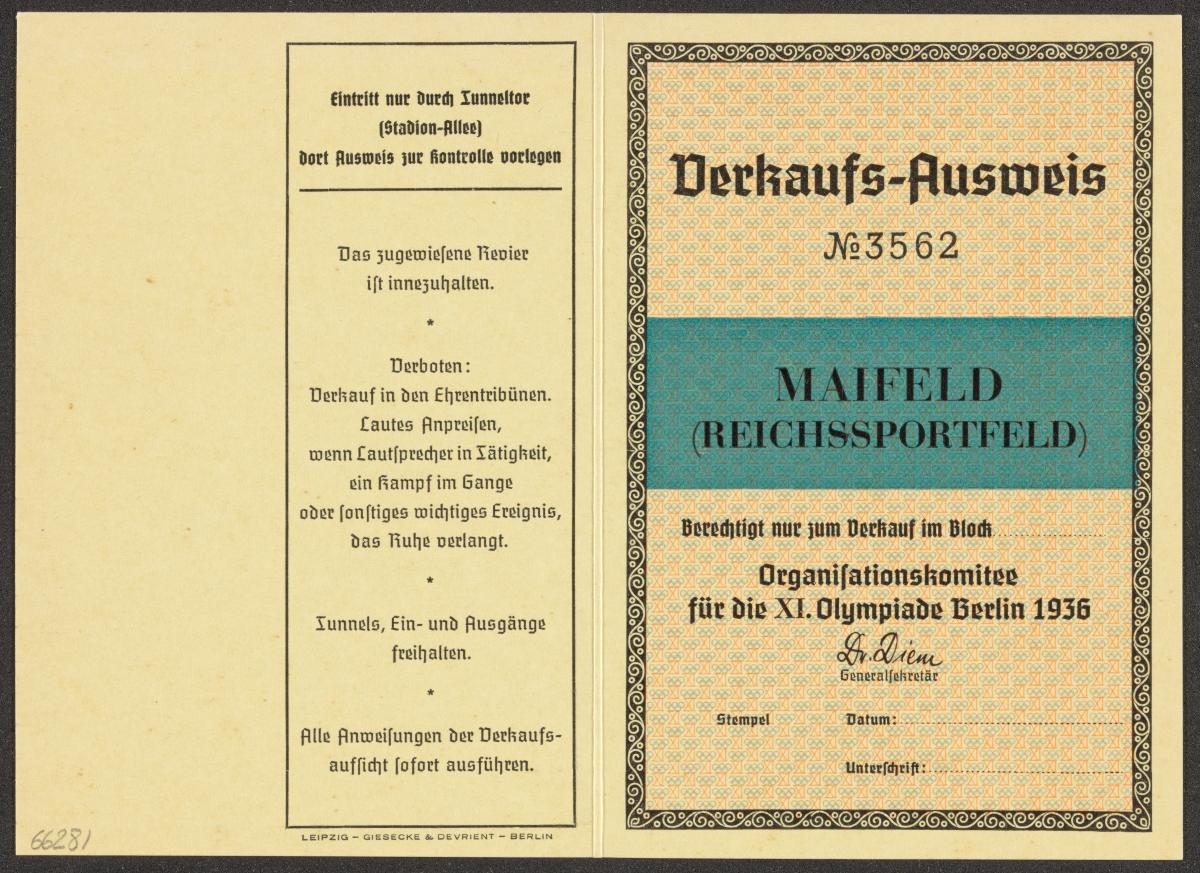 Eintritt nur durch Tunneltor
(Stadion-Allee)
dort Ausweis zur Kontrolle vorlegen
Das zugewieſene Revier
iſt innezuhalten.
*
Verboten:
Verkauf in den Ehrentribünen.
Lautes Anpreiſen,
wenn Lautſprecher in Tätigkeit,
ein Kampf im Gange
oder ſonſtiges wichtiges Ereignis,
das Ruhe verlangt.
*
Tunnels, Ein- und Ausgänge
freihalten.
*
Alle Anweiſungen der Verkaufs-
aufſicht ſofort ausführen.
LEIPZIG – GIESECKE & DEVRIENT – BERLIN
66281
Verkaufs-Ausweis
№ 3562
MAIFELD
(REICHSSPORTFELD)
Berechtigt nur zum Verkauf im Block
Organiſationskomitee
für die XI. Olympiade Berlin 1936
Dr. Diem
Generalſekretär
Stempel Datum:
Unterſchrift: